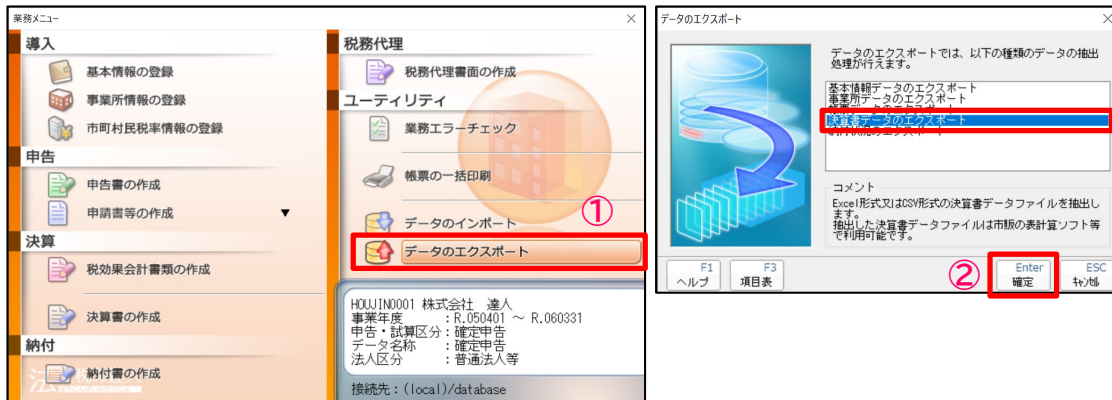 業務メニュー
導入
基本情報の登録
事業所情報の登録
市町村民税率情報の登録
申告
申告書の作成
申請書等の作成 ▼
決算
税効果会計書類の作成
決算書の作成
納付
納付書の作成
税務代理
税務代理書面の作成
ユーティリティ
業務エラーチェック
帳票の一括印刷
データのインポート
①
データのエクスポート
HOUJIN0001 株式会社 達人
事業年度 :R.050401 ~ R.060331
申告・試算区分:確定申告
データ名称 :確定申告
法人区分 :普通法人等
接続先:(local)/database
データのエクスポート
データのエクスポートでは、以下の種類のデータの抽出
処理が行えます。
基本情報データのエクスポート
事業所データのエクスポート
帳票データのエクスポート
決算書データのエクスポート
コメント
Excel形式又はCSV形式の決算書データファイルを抽出し
ます。
抽出した決算書データファイルは市販の表計算ソフト等
で利用可能です。
F1
ヘルプ
F3
項目表
②
Enter
確定
ESC
ｷｬﾝｾﾙ